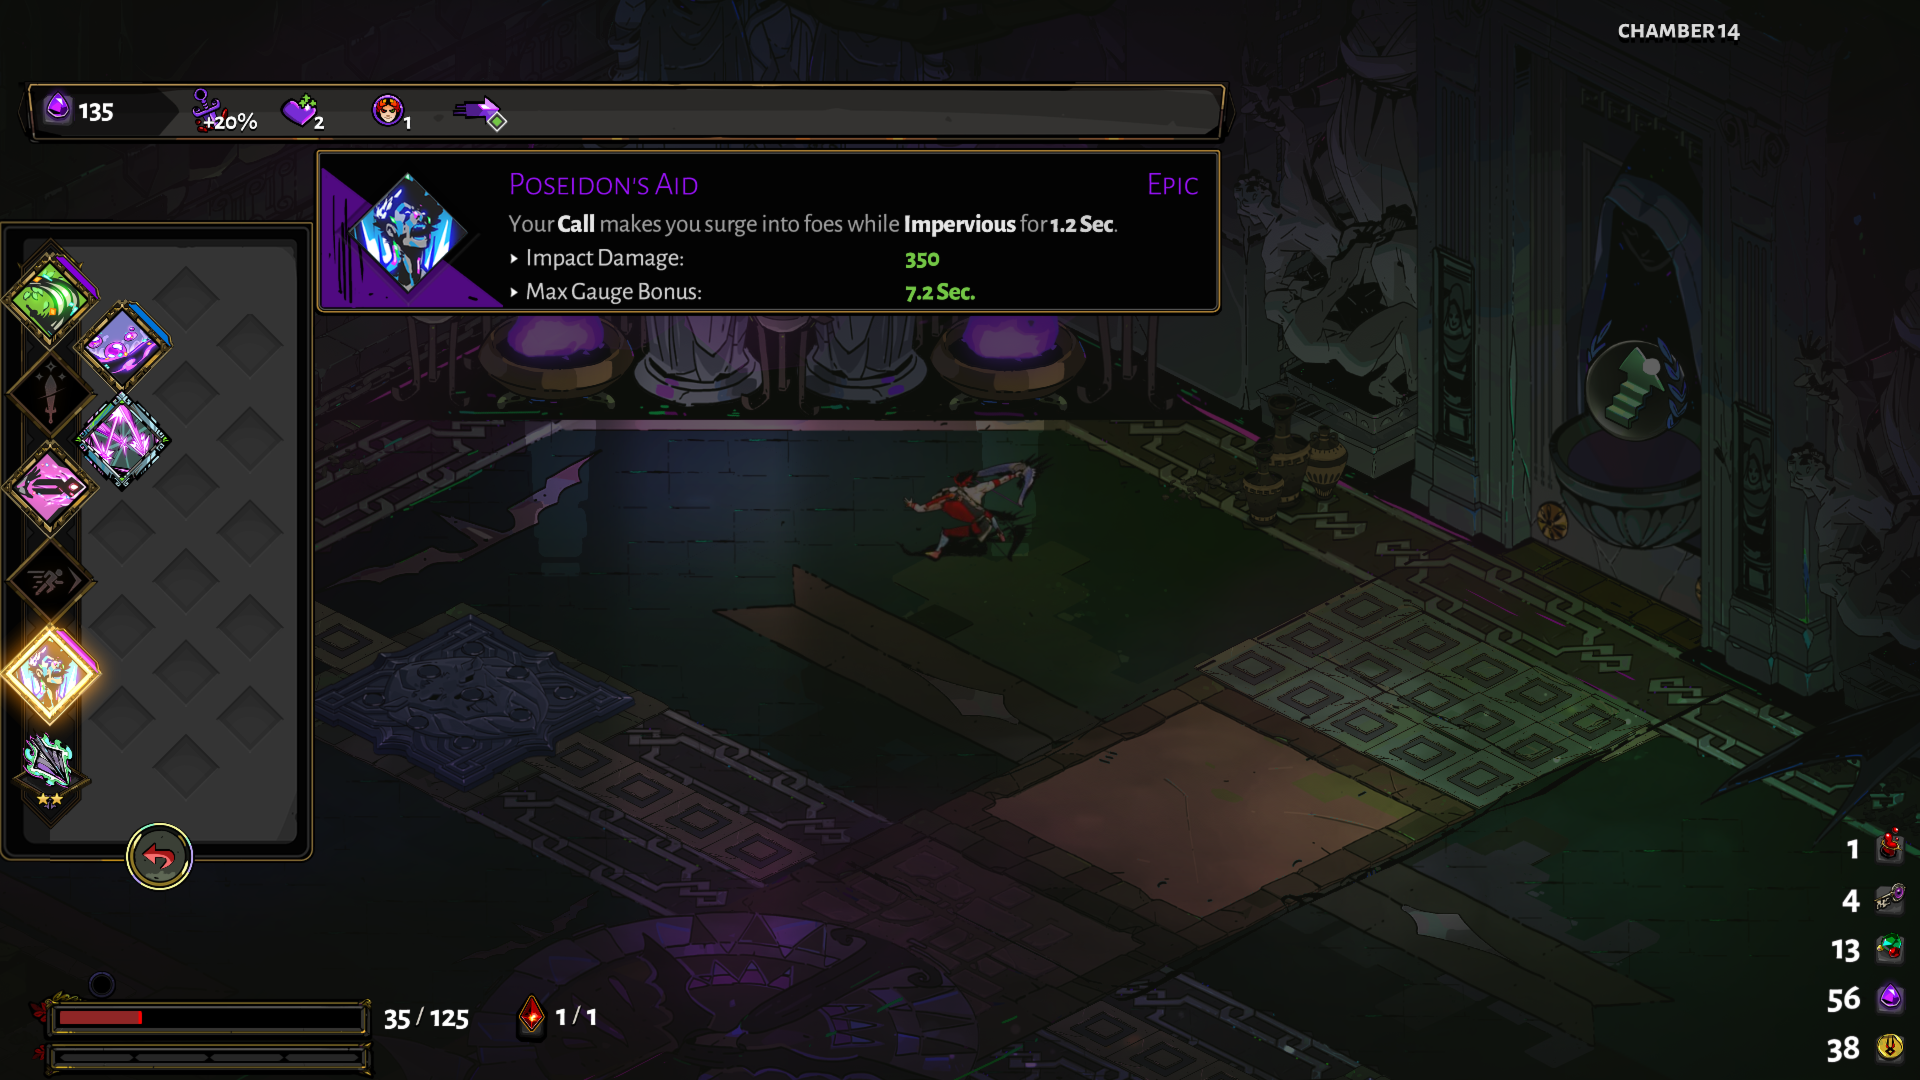 CHAMBER 14
135
+20%
2
1
POSEIDON'S AID
EPIC
Your Call makes you surge into foes while Impervious for 1.2 Sec.
Impact Damage: 350
Max Gauge Bonus: 7.2 Sec.
1
4
13
56
38
35 / 125
1 / 1